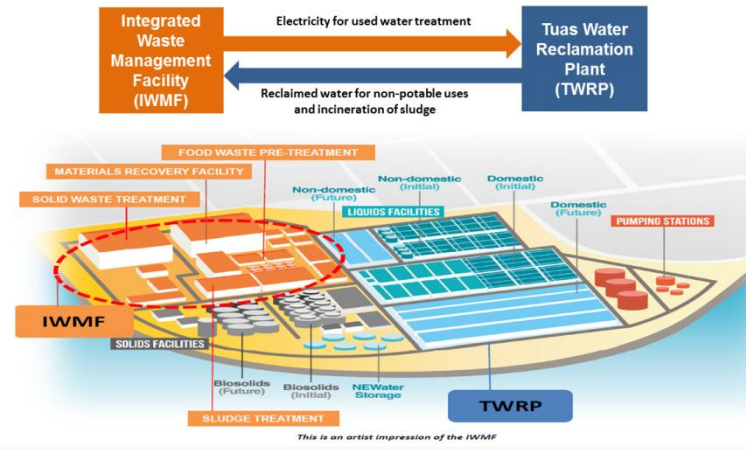 Integrated
Waste
Management
Facility
(IWMF)
Electricity for used water treatment
Reclaimed water for non-potable uses
and incineration of sludge
Tuas Water
Reclamation
Plant
(TWRP)
FOOD WASTE PRE-TREATMENT
MATERIALS RECOVERY FACILITY
SOLID WASTE TREATMENT
Non-domestic
(Future)
Non-domestic
(Initial)
Domestic
(Initial)
Domestic
(Future)
LIQUIDS FACILITIES
PUMPING STATIONS
IWMF
SOLIDS FACILITIES
Biosolids
(Future)
Biosolids
(Initial)
NEWater
Storage
TWRP
SLUDGE TREATMENT
This is an artist impression of the IWMF